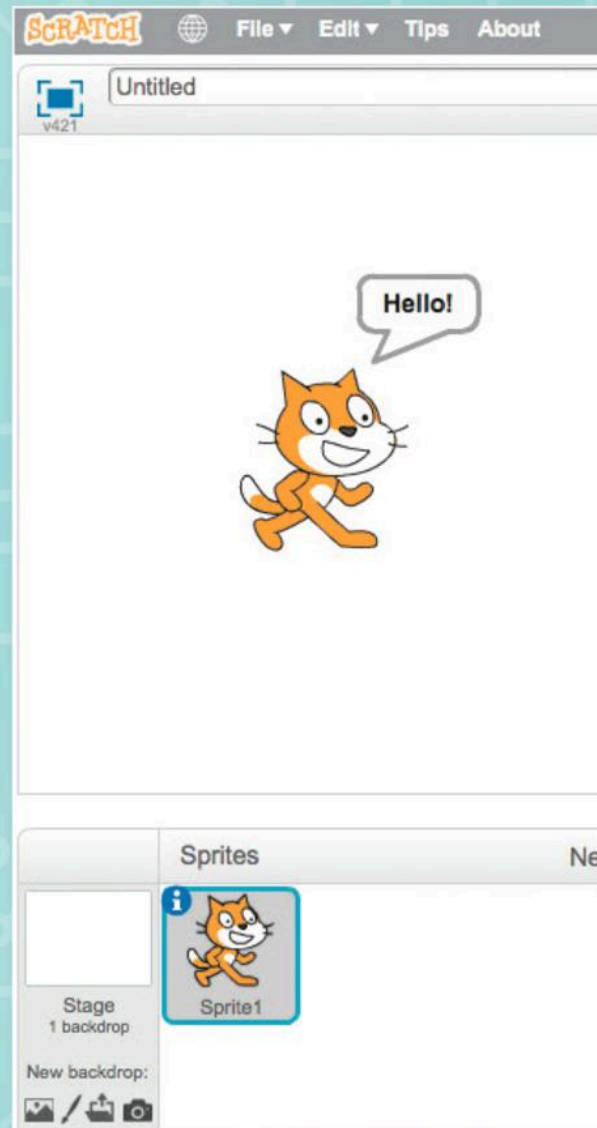 SCRATCH File Edit Tips About
Untitled
v421
Hello!
Sprites Ne
Sprite1
Stage
1 backdrop
New backdrop: